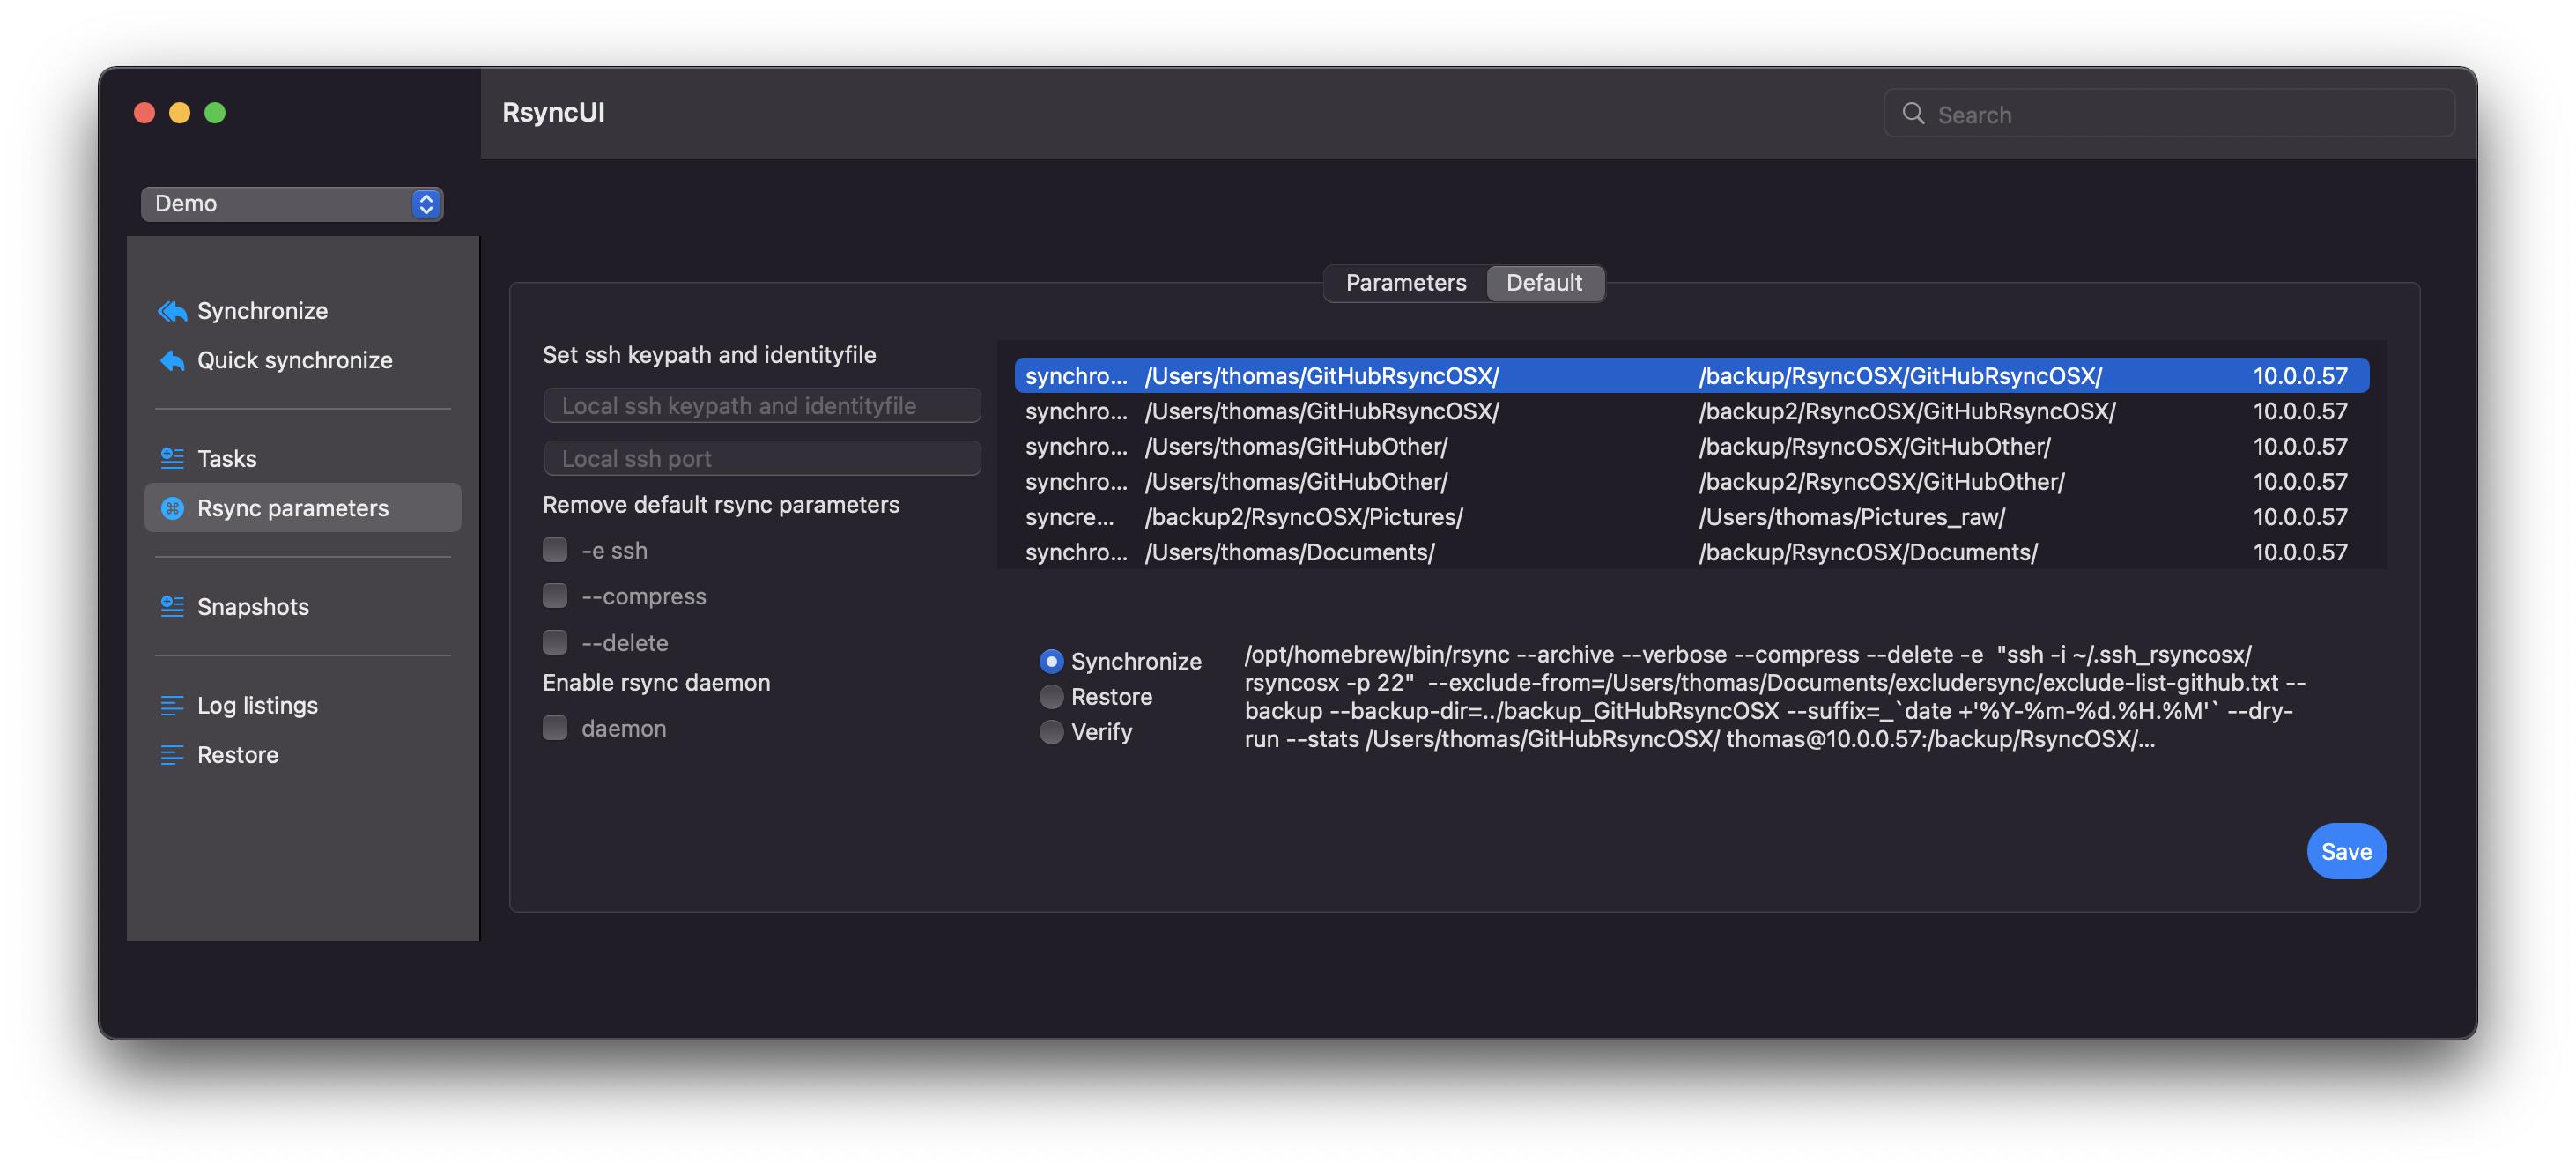 RsyncUI
Search
Demo
Synchronize
Quick synchronize
Tasks
Rsync parameters
Snapshots
Log listings
Restore
Parameters Default
Set ssh keypath and identityfile
Local ssh keypath and identityfile
Local ssh port
Remove default rsync parameters
-e ssh
--compress
--delete
Enable rsync daemon
daemon
synchro... /Users/thomas/GitHubRsyncOSX/ /backup/RsyncOSX/GitHubRsyncOSX/ 10.0.0.57
synchro... /Users/thomas/GitHubRsyncOSX/ /backup2/RsyncOSX/GitHubRsyncOSX/ 10.0.0.57
synchro... /Users/thomas/GitHubOther/ /backup/RsyncOSX/GitHubOther/ 10.0.0.57
synchro... /Users/thomas/GitHubOther/ /backup2/RsyncOSX/GitHubOther/ 10.0.0.57
syncre... /backup2/RsyncOSX/Pictures/ /Users/thomas/Pictures_raw/ 10.0.0.57
synchro... /Users/thomas/Documents/ /backup/RsyncOSX/Documents/ 10.0.0.57
Synchronize
Restore
Verify
/opt/homebrew/bin/rsync --archive --verbose --compress --delete -e  "ssh -i ~/.ssh_rsyncosx/
rsyncosx -p 22"  --exclude-from=/Users/thomas/Documents/excludersync/exclude-list-github.txt --
backup --backup-dir=../backup_GitHubRsyncOSX --suffix=_`date +'%Y-%m-%d.%H.%M'` --dry-
run --stats /Users/thomas/GitHubRsyncOSX/ thomas@10.0.0.57:/backup/RsyncOSX/...
Save